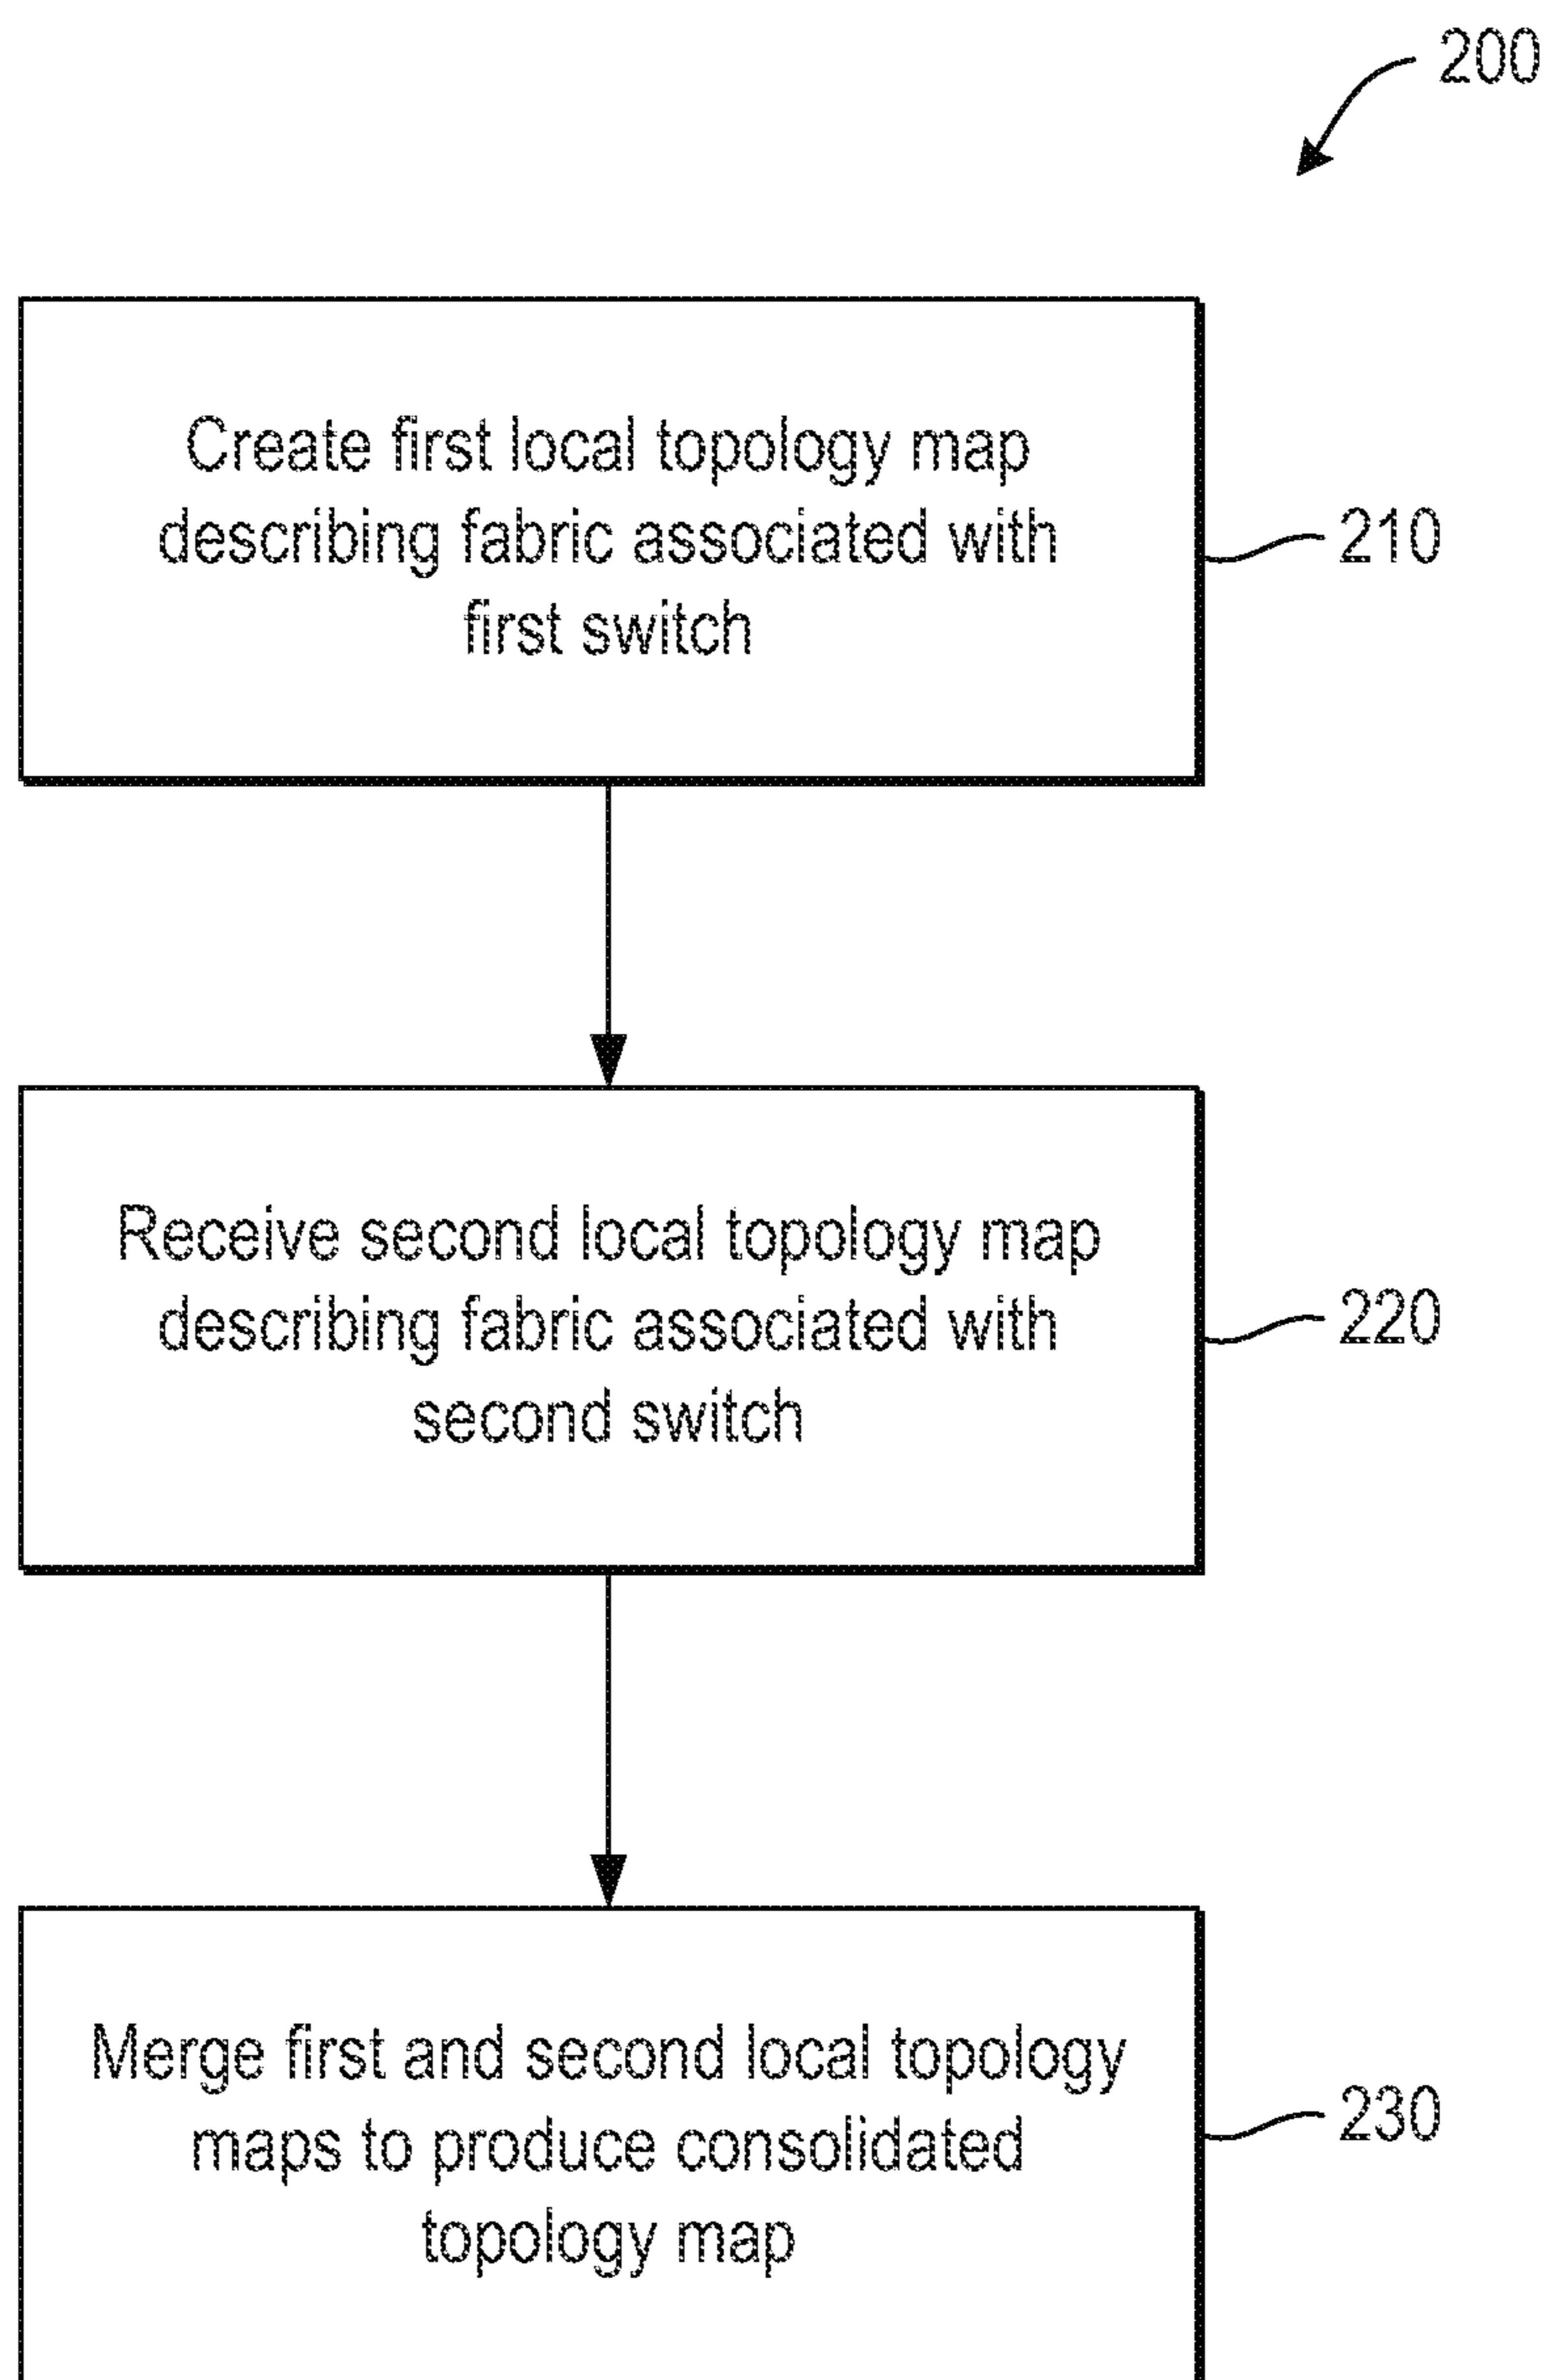 200
Create first local topology map
describing fabric associated with
first switch
210
Receive second local topology map
describing fabric associated with
second switch
220
Merge first and second local topology
maps to produce consolidated
topology map
230